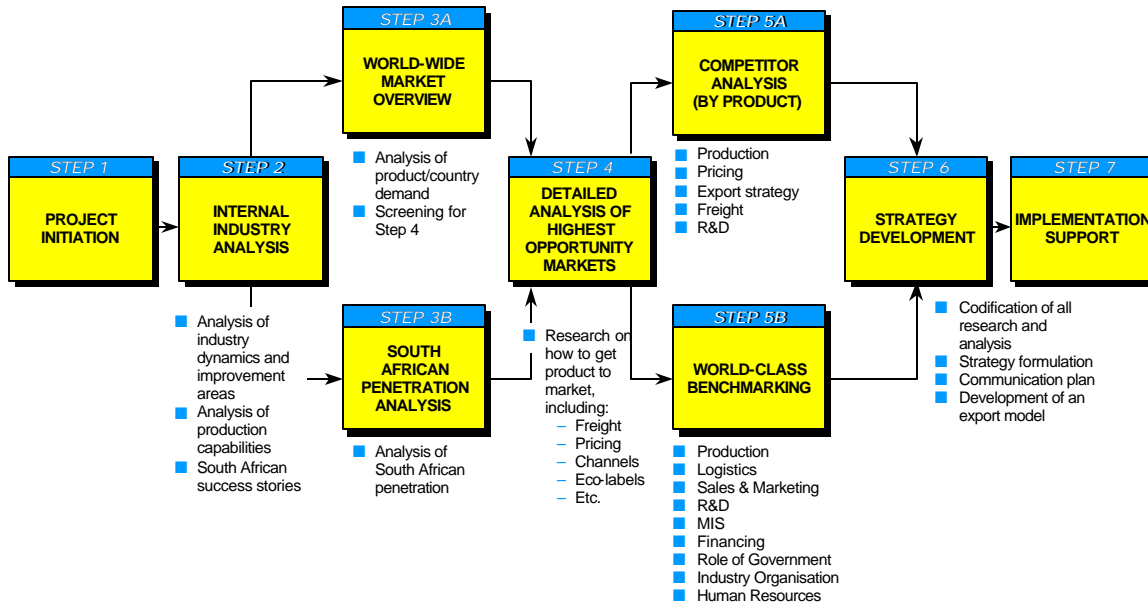 STEP 1
PROJECT
INITIATION
STEP 2
INTERNAL
INDUSTRY
ANALYSIS
Analysis of
industry
dynamics and
improvement
areas
Analysis of
production
capabilities
South African
success stories
STEP 3A
WORLD-WIDE
MARKET
OVERVIEW
Analysis of
product/country
demand
Screening for
Step 4
STEP 3B
SOUTH
AFRICAN
PENETRATION
ANALYSIS
Analysis of
South African
penetration
STEP 4
DETAILED
ANALYSIS OF
HIGHEST
OPPORTUNITY
MARKETS
Research on
how to get
product to
market,
including:
– Freight
– Pricing
– Channels
– Eco-labels
– Etc.
STEP 5A
COMPETITOR
ANALYSIS
(BY PRODUCT)
Production
Pricing
Export strategy
Freight
R&D
STEP 5B
WORLD-CLASS
BENCHMARKING
Production
Logistics
Sales & Marketing
R&D
MIS
Financing
Role of Government
Industry Organisation
Human Resources
STEP 6
STRATEGY
DEVELOPMENT
Codification of all
research and
analysis
Strategy formulation
Communication plan
Development of an
export model
STEP 7
IMPLEMENTATION
SUPPORT